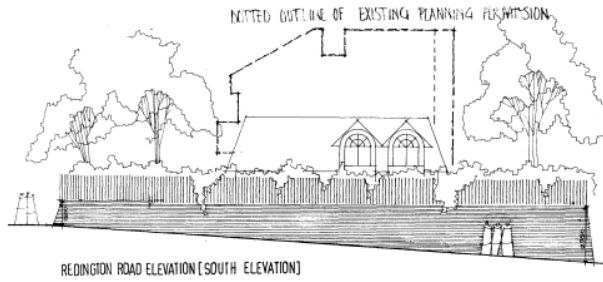 DOTTED OUTLINE OF EXISTING PLANNING PERMISSION
REDINGTON ROAD ELEVATION [SOUTH ELEVATION]